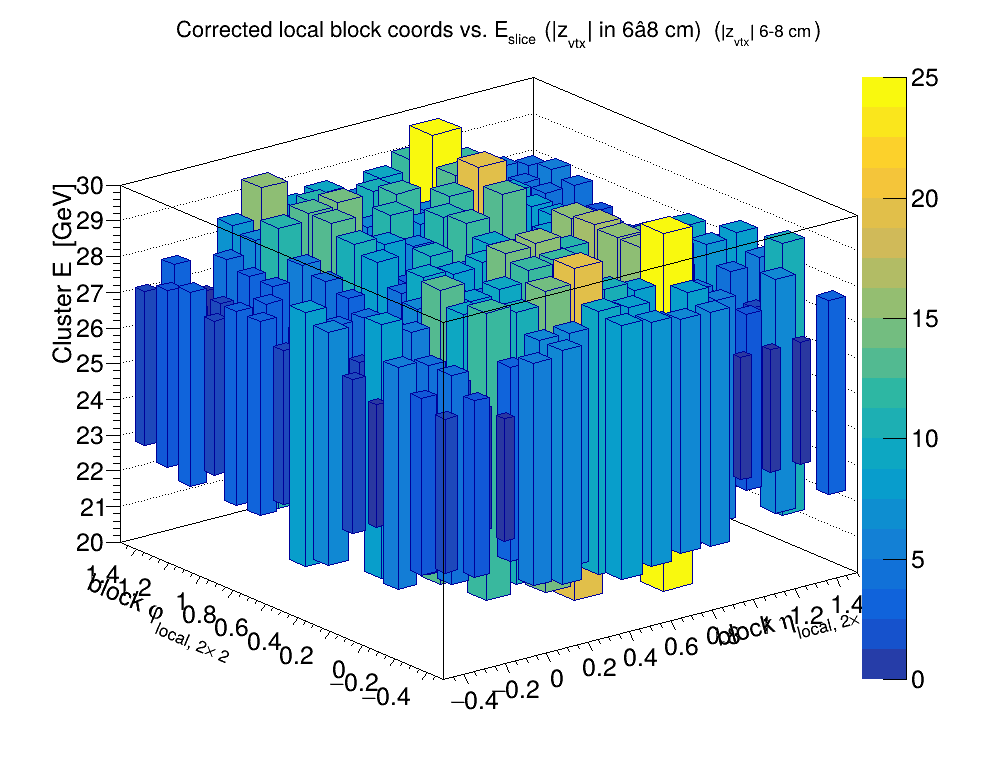 Corrected local block coords vs. E_slice (|z_vtx| in 6â8 cm) (|z_vtx| 6-8 cm)
25
20
15
10
5
0
Cluster E [GeV]
30
29
28
27
26
25
24
23
22
21
20
1.4 1.2 1 0.8 0.6 0.4 0.2 0 −0.2 −0.4
block φ_local, 2×2
−0.4 −0.2 0 0.2 0.4 0.6 0.8 1 1.2 1.4
block η_local, 2×